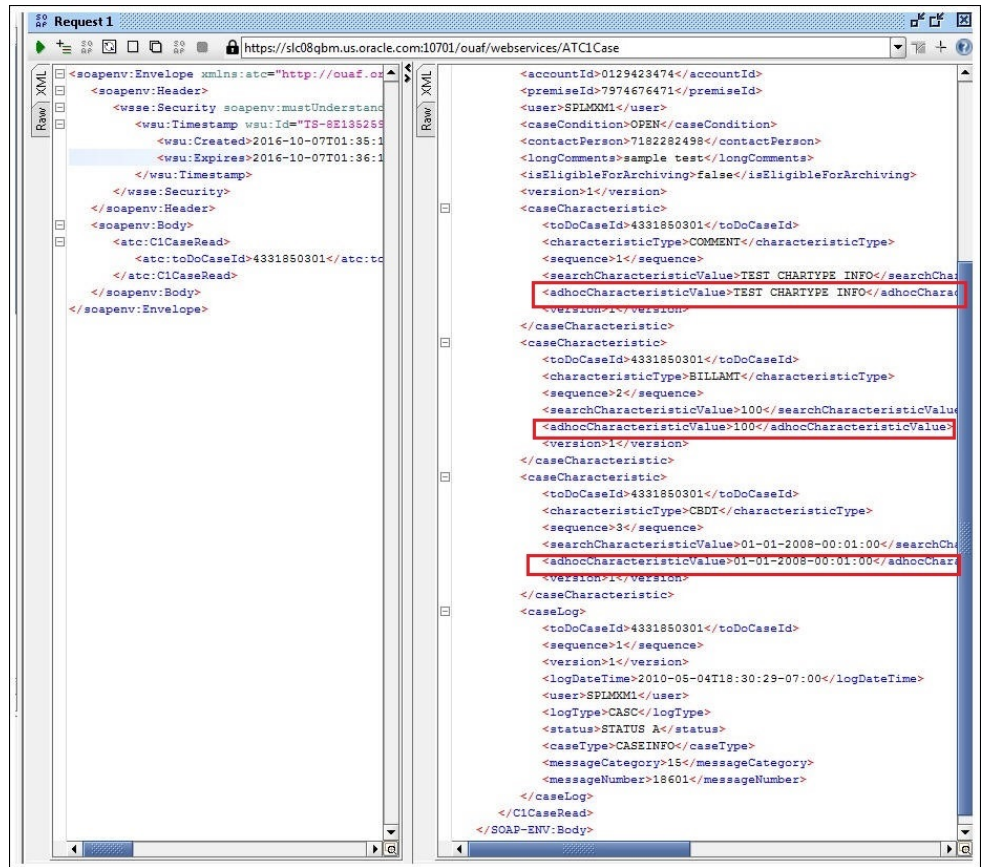 Request 1
https://slc08qbm.us.oracle.com:10701/ouaf/webservices/ATC1Case
XML
Raw
<soapenv:Envelope xmlns:atc="http://ouaf.or
<soapenv:Header>
<wsse:Security soapenv:mustUnderstand
<wsu:Timestamp wsu:Id="TS-8E135259
<wsu:Created>2016-10-07T01:35:1
<wsu:Expires>2016-10-07T01:36:1
</wsu:Timestamp>
</wsse:Security>
</soapenv:Header>
<soapenv:Body>
<atc:C1CaseRead>
<atc:toDoCaseId>4331850301</atc:to
</atc:C1CaseRead>
</soapenv:Body>
</soapenv:Envelope>
XML
Raw
<accountId>0129423474</accountId>
<premiseId>7974676471</premiseId>
<user>SPLMXM1</user>
<caseCondition>OPEN</caseCondition>
<contactPerson>7182282498</contactPerson>
<longComments>sample test</longComments>
<isEligibleForArchiving>false</isEligibleForArchiving>
<version>1</version>
<caseCharacteristic>
<toDoCaseId>4331850301</toDoCaseId>
<characteristicType>COMMENT</characteristicType>
<sequence>1</sequence>
<searchCharacteristicValue>TEST CHARTYPE INFO</searchChar
<adhocCharacteristicValue>TEST CHARTYPE INFO</adhocCharac
<version>1</version>
</caseCharacteristic>
<caseCharacteristic>
<toDoCaseId>4331850301</toDoCaseId>
<characteristicType>BILLAMT</characteristicType>
<sequence>2</sequence>
<searchCharacteristicValue>100</searchCharacteristicValue
<adhocCharacteristicValue>100</adhocCharacteristicValue>
<version>1</version>
</caseCharacteristic>
<caseCharacteristic>
<toDoCaseId>4331850301</toDoCaseId>
<characteristicType>CBDT</characteristicType>
<sequence>3</sequence>
<searchCharacteristicValue>01-01-2008-00:01:00</searchCha
<adhocCharacteristicValue>01-01-2008-00:01:00</adhocChara
<version>1</version>
</caseCharacteristic>
<caseLog>
<toDoCaseId>4331850301</toDoCaseId>
<sequence>1</sequence>
<version>1</version>
<logDateTime>2010-05-04T18:30:29-07:00</logDateTime>
<user>SPLMXM1</user>
<logType>CASC</logType>
<status>STATUS A</status>
<caseType>CASEINFO</caseType>
<messageCategory>15</messageCategory>
<messageNumber>18601</messageNumber>
</caseLog>
</C1CaseRead>
</SOAP-ENV:Body>